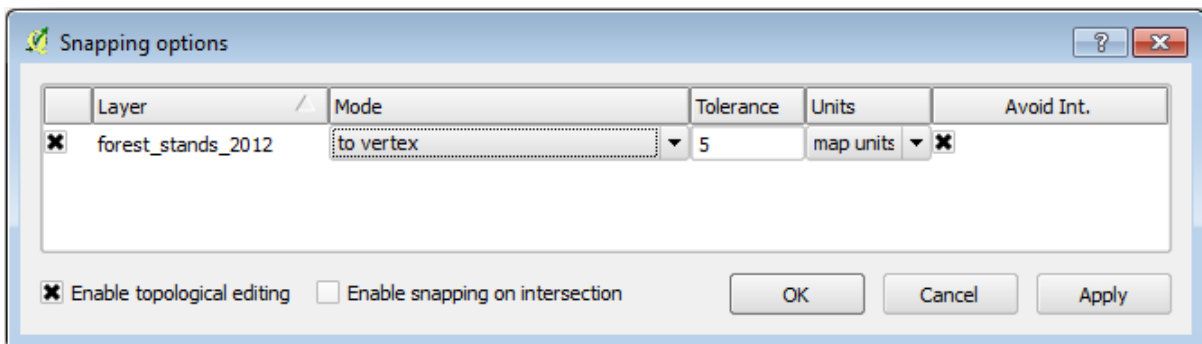 Snapping options
Layer Mode Tolerance Units Avoid Int.
forest_stands_2012 to vertex 5 map units
Enable topological editing Enable snapping on intersection OK Cancel Apply